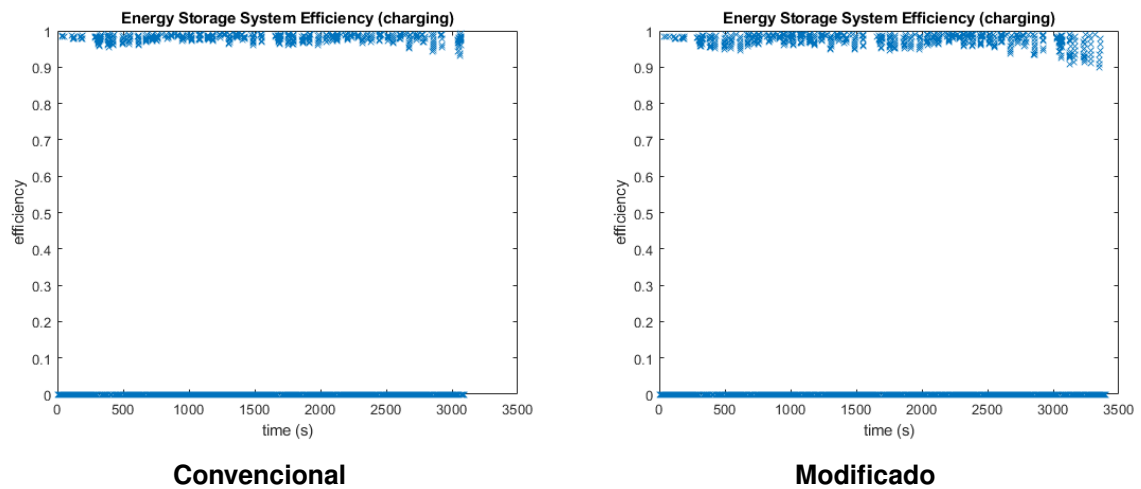 Energy Storage System Efficiency (charging)
1
0.9
0.8
0.7
0.6
0.5
0.4
0.3
0.2
0.1
0
efficiency
0 500 1000 1500 2000 2500 3000 3500
time (s)
Convencional
Energy Storage System Efficiency (charging)
1
0.9
0.8
0.7
0.6
0.5
0.4
0.3
0.2
0.1
0
efficiency
0 500 1000 1500 2000 2500 3000 3500
time (s)
Modificado